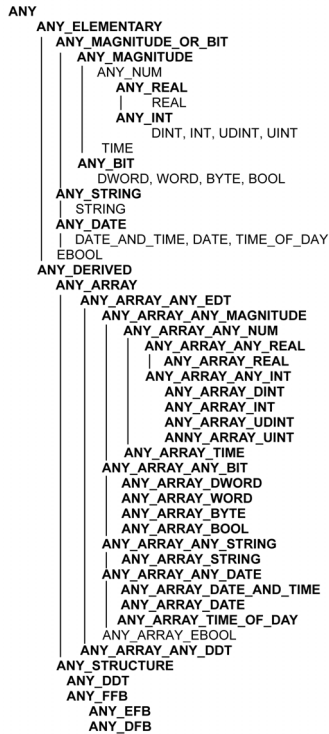 ANY
ANY_ELEMENTARY
ANY_MAGNITUDE_OR_BIT
ANY_MAGNITUDE
ANY_NUM
ANY_REAL
REAL
ANY_INT
DINT, INT, UDINT, UINT
TIME
ANY_BIT
DWORD, WORD, BYTE, BOOL
ANY_STRING
STRING
ANY_DATE
DATE_AND_TIME, DATE, TIME_OF_DAY
EBOOL
ANY_DERIVED
ANY_ARRAY
ANY_ARRAY_ANY_EDT
ANY_ARRAY_ANY_MAGNITUDE
ANY_ARRAY_ANY_NUM
ANY_ARRAY_ANY_REAL
ANY_ARRAY_REAL
ANY_ARRAY_ANY_INT
ANY_ARRAY_DINT
ANY_ARRAY_INT
ANY_ARRAY_UDINT
ANNY_ARRAY_UINT
ANY_ARRAY_TIME
ANY_ARRAY_ANY_BIT
ANY_ARRAY_DWORD
ANY_ARRAY_WORD
ANY_ARRAY_BYTE
ANY_ARRAY_BOOL
ANY_ARRAY_ANY_STRING
ANY_ARRAY_STRING
ANY_ARRAY_ANY_DATE
ANY_ARRAY_DATE_AND_TIME
ANY_ARRAY_DATE
ANY_ARRAY_TIME_OF_DAY
ANY_ARRAY_EBOOL
ANY_ARRAY_ANY_DDT
ANY_STRUCTURE
ANY_DDT
ANY_FFB
ANY_EFB
ANY_DFB